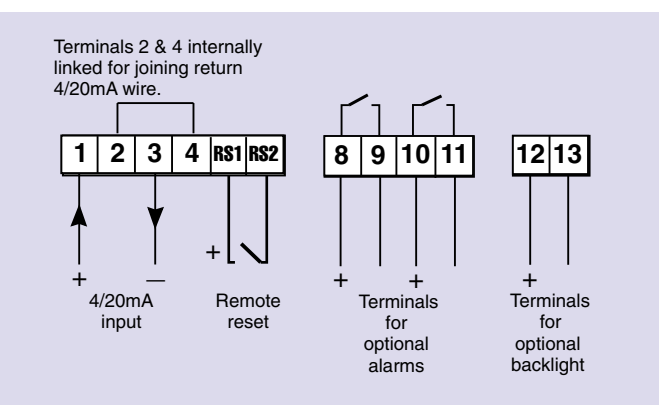 Terminals 2 & 4 internally
linked for joining return
4/20mA wire.
1 2 3 4 RS1 RS2
8 9 10 11
12 13
+ —
4/20mA
input
+
Remote
reset
+ +
Terminals
for
optional
alarms
+
Terminals
for
optional
backlight